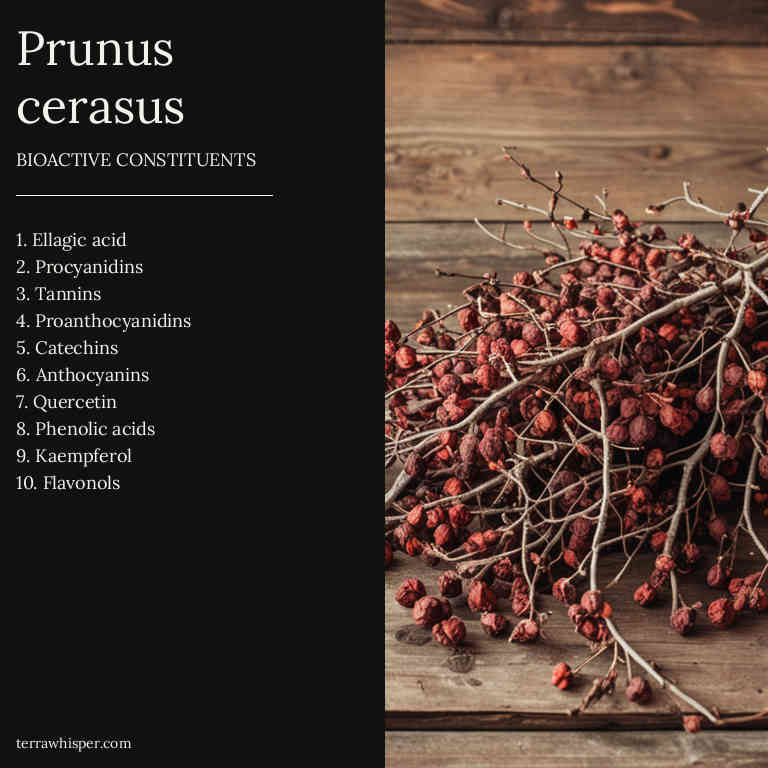 Prunus
cerasus
BIOACTIVE CONSTITUENTS
1. Ellagic acid
2. Procyanidins
3. Tannins
4. Proanthocyanidins
5. Catechins
6. Anthocyanins
7. Quercetin
8. Phenolic acids
9. Kaempferol
10. Flavonols
terrawhisper.com